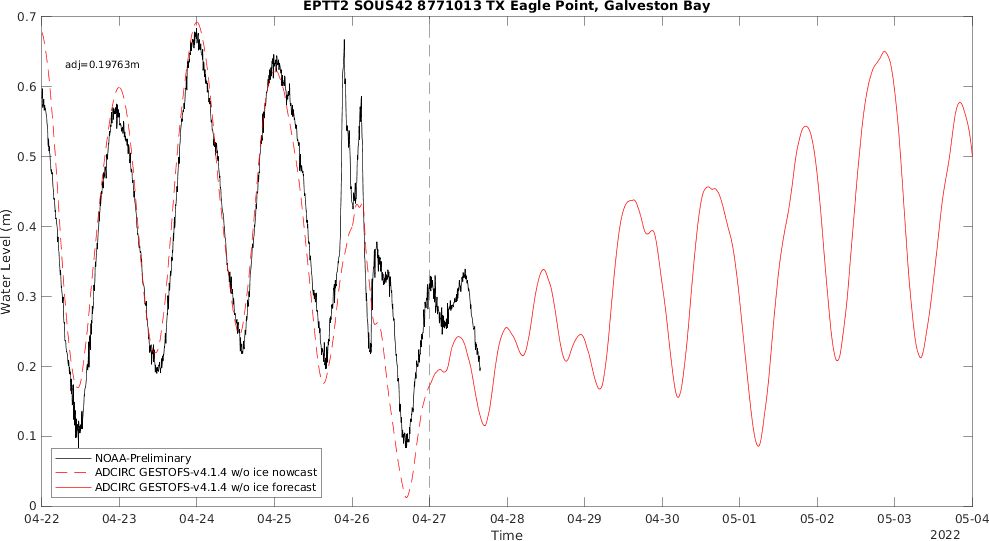 EPTT2 SOUS42 8771013 TX Eagle Point, Galveston Bay
0.7
adj=0.19763m
0.6
0.5
0.4
Water Level (m)
0.3
0.2
0.1
NOAA-Preliminary
ADCIRC GESTOFS-v4.1.4 w/o ice nowcast
ADCIRC GESTOFS-v4.1.4 w/o ice forecast
0
04-22 04-23 04-24 04-25 04-26 04-27 04-28 04-29 04-30 05-01 05-02 05-03 05-04
Time
2022